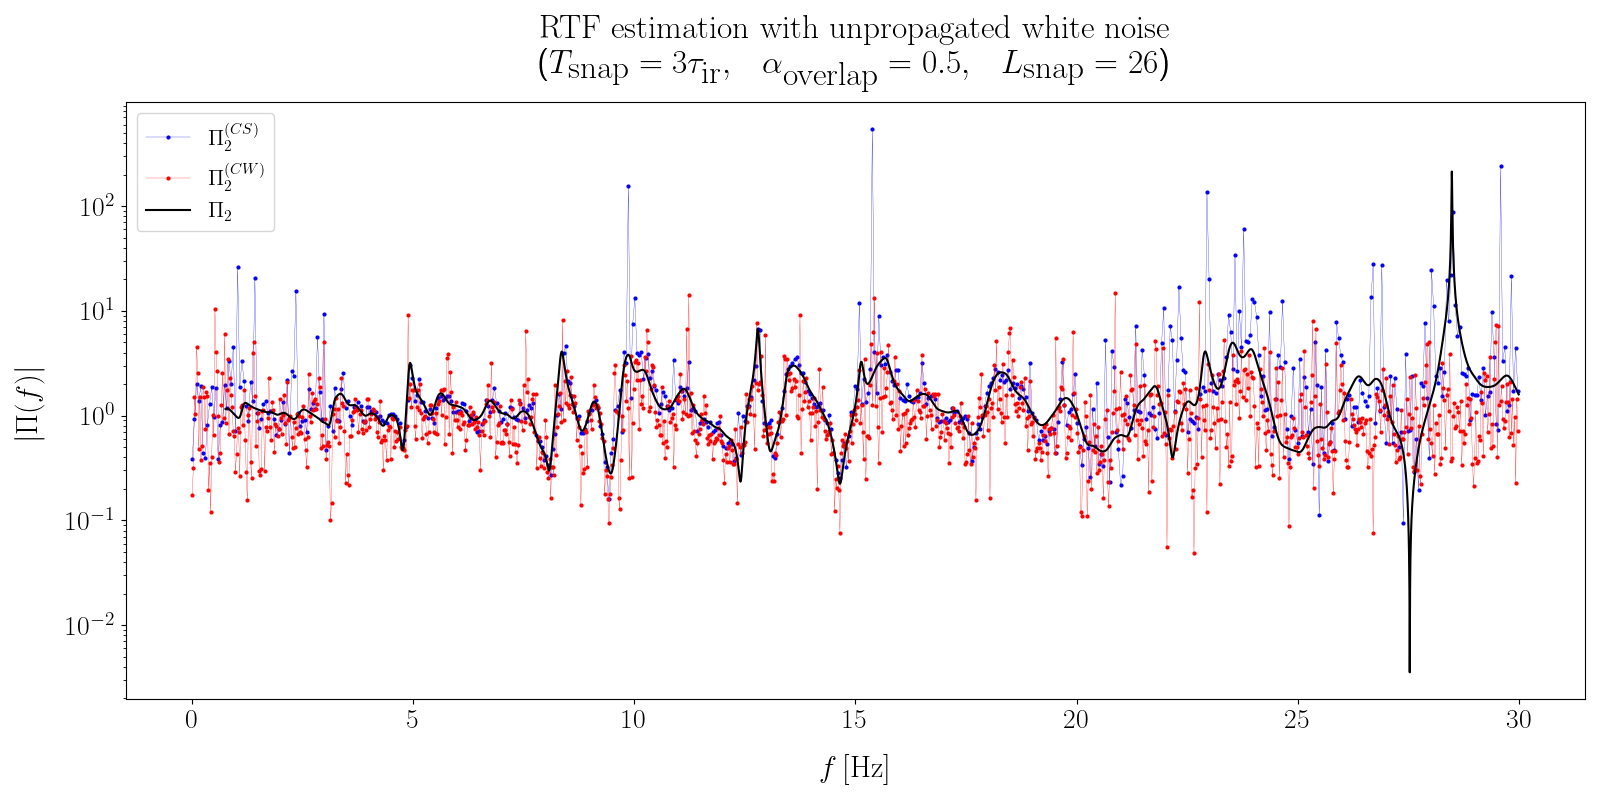 RTF estimation with unpropagated white noise
(T_snap = 3τ_ir,   α_overlap = 0.5,   L_snap = 26)
Π_2^(CS)
Π_2^(CW)
Π_2
|Π(f)|
10^2
10^1
10^0
10^−1
10^−2
0 5 10 15 20 25 30
f [Hz]